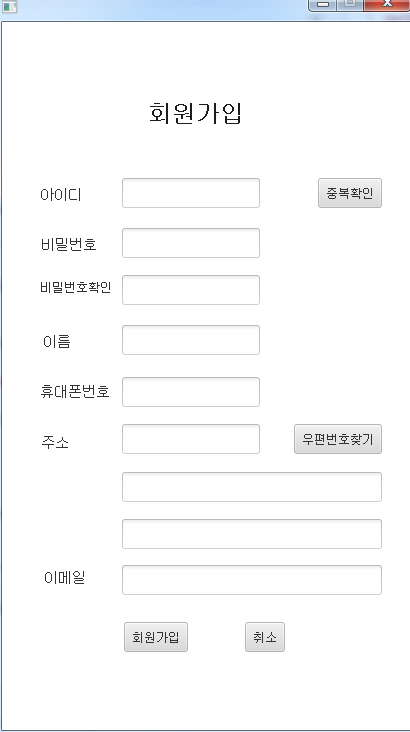 회원가입
아이디 중복확인
비밀번호
비밀번호확인
이름
휴대폰번호
주소 우편번호찾기
이메일
회원가입 취소